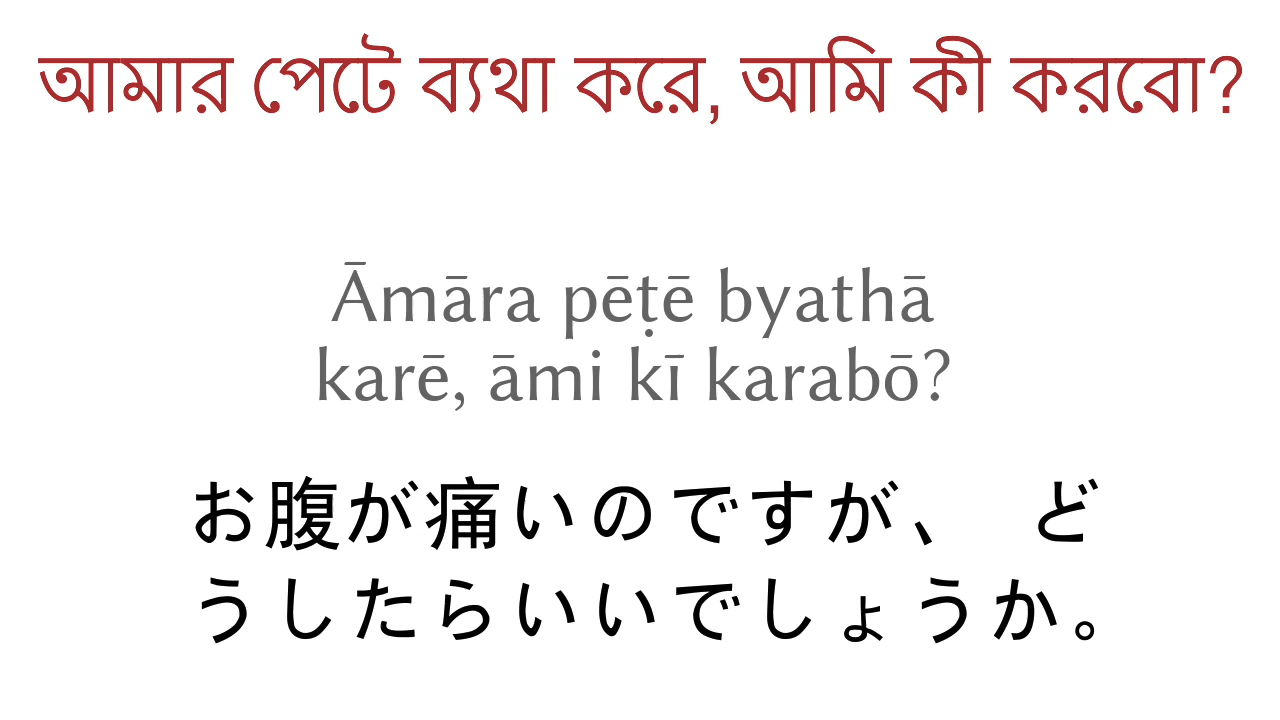 আমার পেটে ব্যথা করে, আমি কী করবো?
Āmāra pēṭē byathā
karē, āmi kī karabō?
お腹が痛いのですが、 ど
うしたらいいでしょうか。